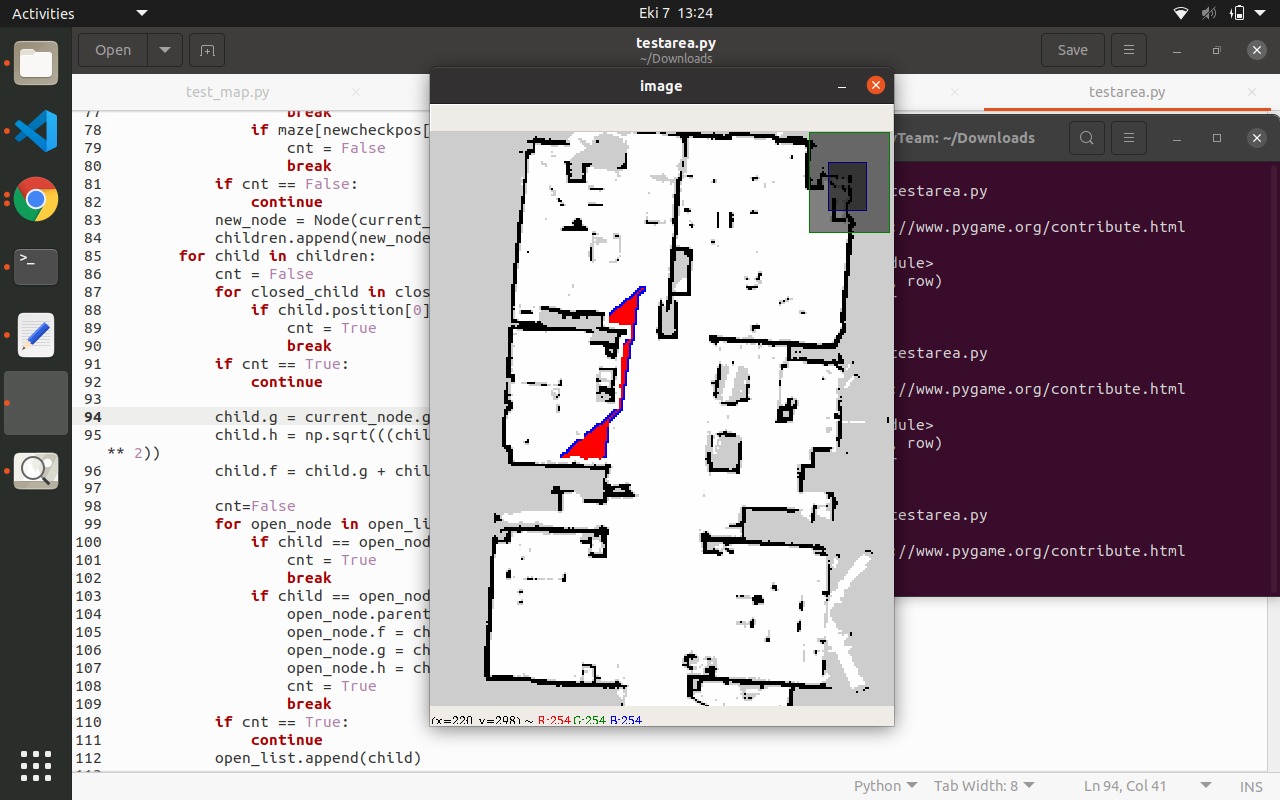 Activities
Eki 7 13:24
Open
testarea.py
~/Downloads
Save
test_map.py
testarea.py
image
77 break
78 if maze[newcheckpos[
79 cnt = False
80 break
81 if cnt == False:
82 continue
83 new_node = Node(current_
84 children.append(new_node
85 for child in children:
86 cnt = False
87 for closed_child in clos
88 if child.position[0]
89 cnt = True
90 break
91 if cnt == True:
92 continue
93
94 child.g = current_node.g
95 child.h = np.sqrt(((chil
** 2))
96 child.f = child.g + chil
97
98 cnt=False
99 for open_node in open_li
100 if child == open_nod
101 cnt = True
102 break
103 if child == open_nod
104 open_node.parent
105 open_node.f = ch
106 open_node.g = ch
107 open_node.h = ch
108 cnt = True
109 break
110 if cnt == True:
111 continue
112 open_list.append(child)
Team: ~/Downloads
testarea.py
://www.pygame.org/contribute.html
dule>
, row)
testarea.py
://www.pygame.org/contribute.html
dule>
, row)
testarea.py
://www.pygame.org/contribute.html
(x=220, y=298) ~ R:254 G:254 B:254
Python
Tab Width: 8
Ln 94, Col 41
INS